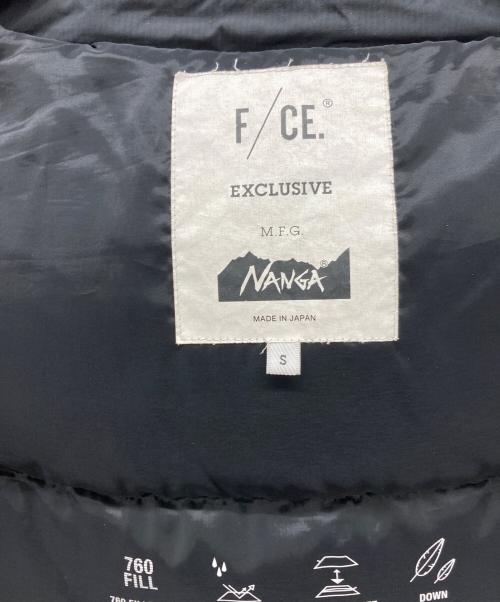 F/CE.®
EXCLUSIVE
M.F.G.
NANGA®
MADE IN JAPAN
S
760
FILL
DOWN